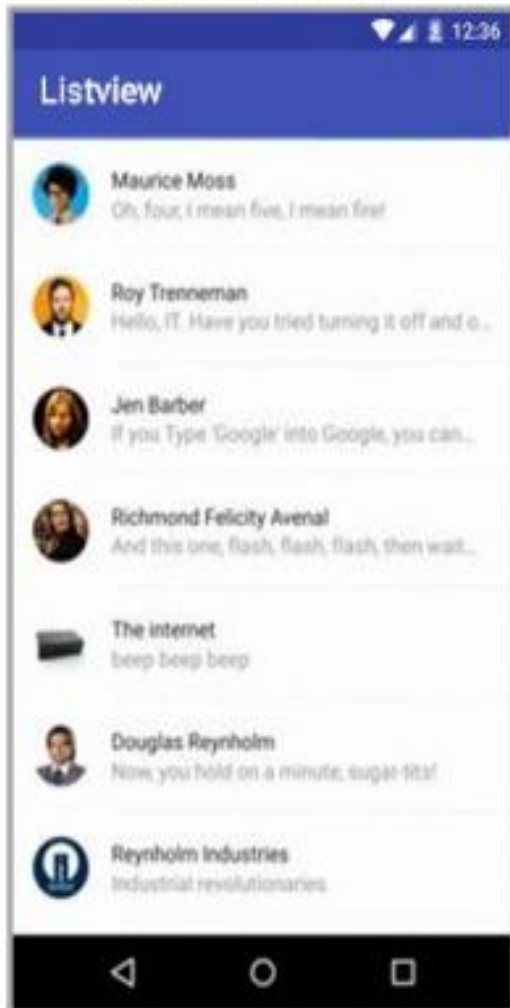 12:36
Listview
Maurice Moss
Oh, four, I mean five, I mean fire!
Roy Trenneman
Hello, IT. Have you tried turning it off and o...
Jen Barber
If you Type 'Google' into Google, you can...
Richmond Felicity Avenal
And this one, flash, flash, flash, then wait...
The internet
beep beep beep
Douglas Reynholm
Now, you hold on a minute, sugar-tits!
Reynholm Industries
Industrial revolutionaries